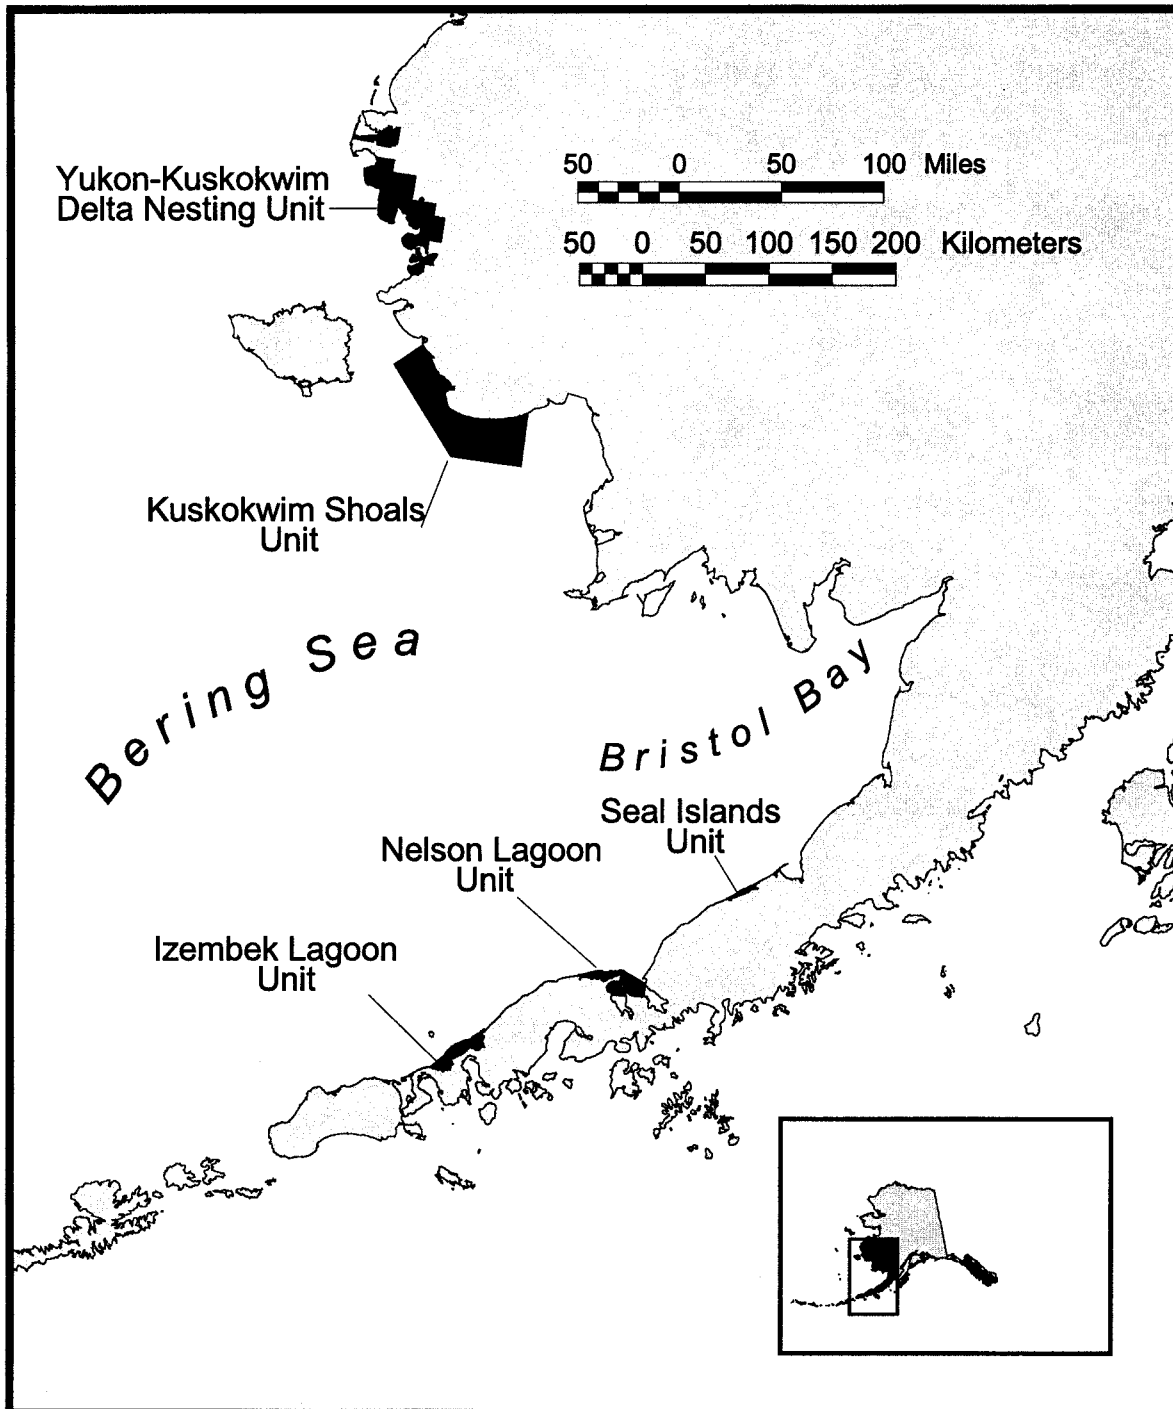 Yukon-Kuskokwim
Delta Nesting Unit
50 0 50 100 Miles
50 0 50 100 150 200 Kilometers
Kuskokwim Shoals
Unit
Bering Sea
Bristol Bay
Seal Islands
Unit
Nelson Lagoon
Unit
Izembek Lagoon
Unit